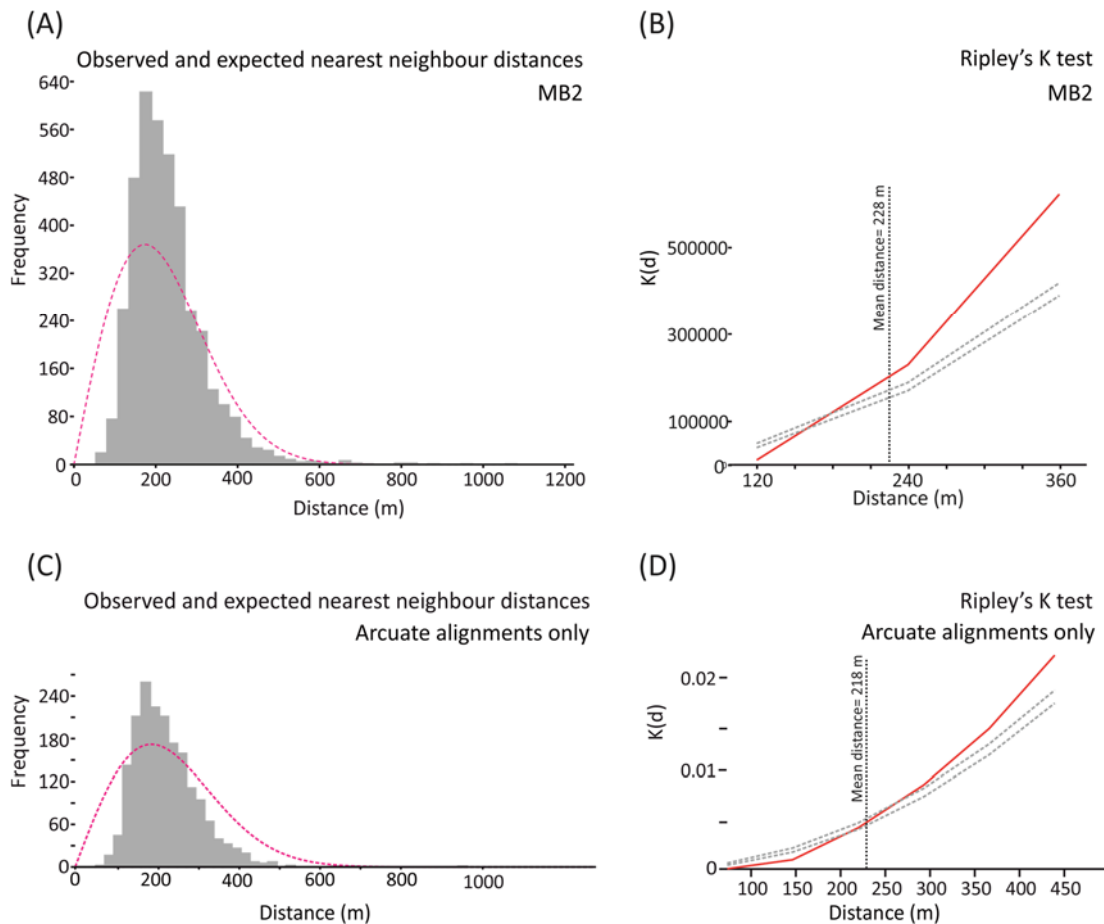 (A)
Observed and expected nearest neighbour distances
MB2
Frequency
640
560
480
400
320
240
160
80
0
0 200 400 600 800 1000 1200
Distance (m)
(B)
Ripley's K test
MB2
K(d)
500000
300000
100000
0
Mean distance= 228 m
120 240 360
Distance (m)
(C)
Observed and expected nearest neighbour distances
Arcuate alignments only
Frequency
240
180
120
60
0
0 200 400 600 800 1000
Distance (m)
(D)
Ripley's K test
Arcuate alignments only
K(d)
0.02
0.01
0
Mean distance= 218 m
100 150 200 250 300 350 400 450
Distance (m)